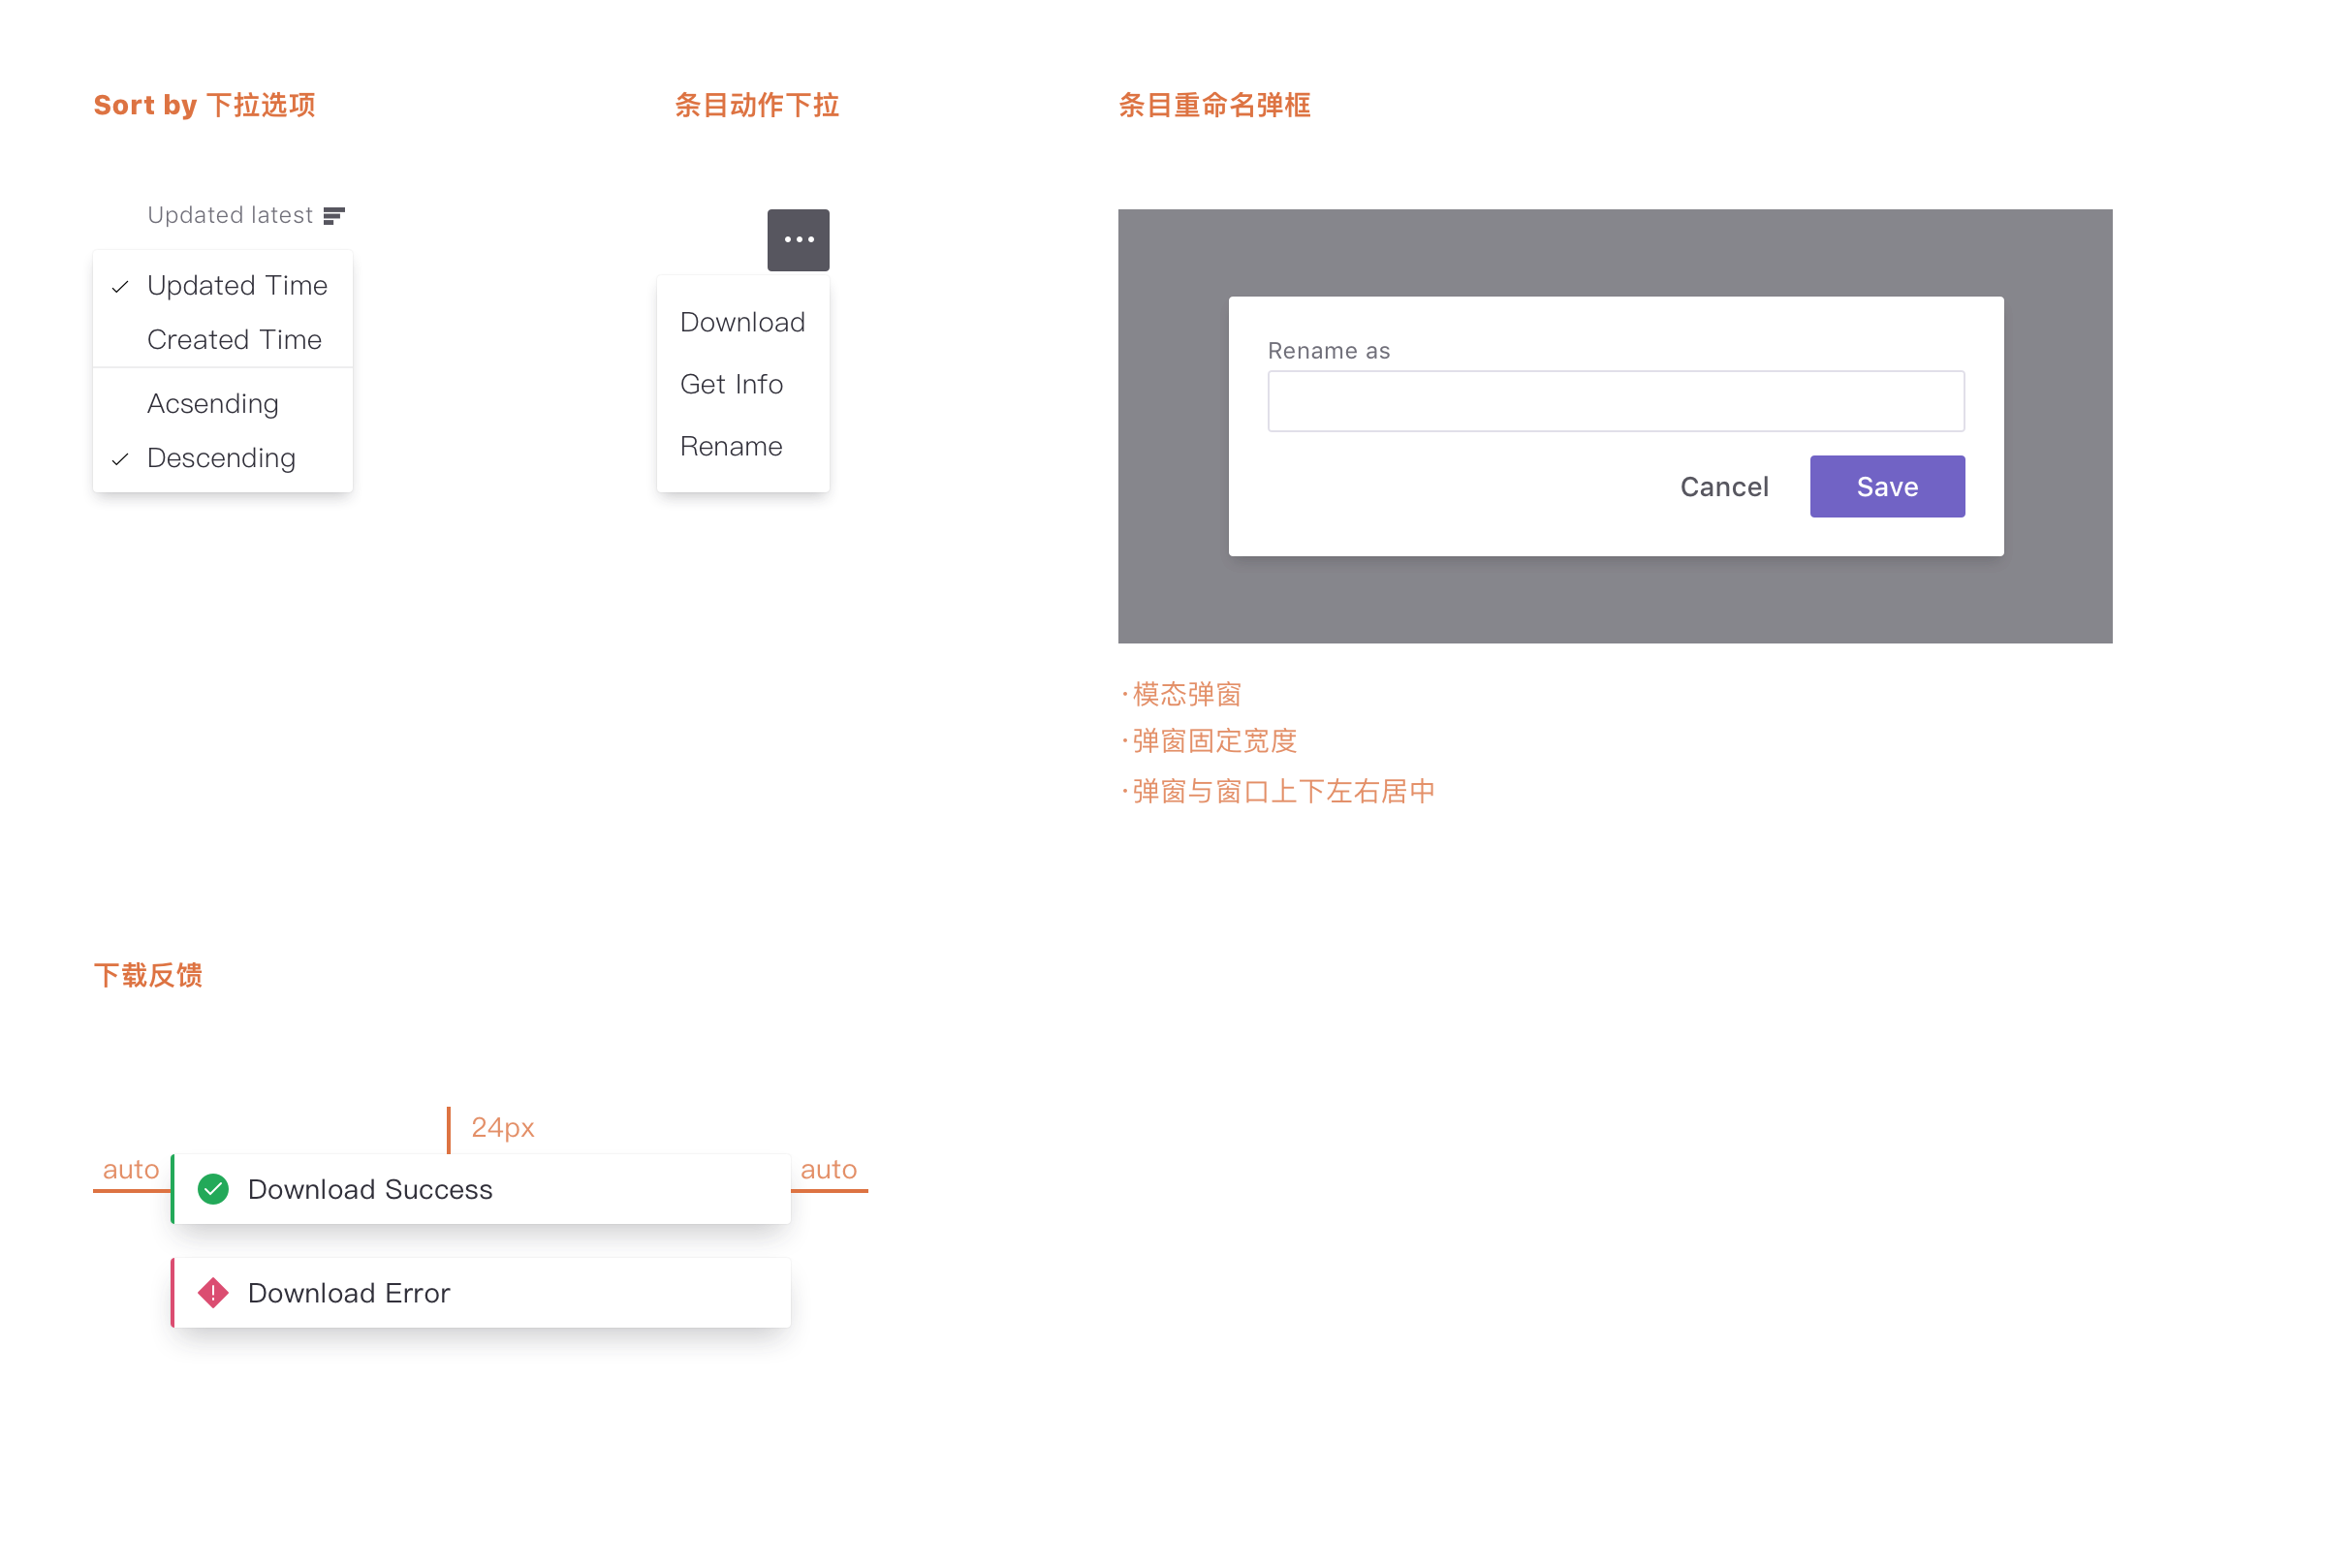 Sort by 下拉选项
Updated latest
Updated Time
Created Time
Acsending
Descending
条目动作下拉
Download
Get Info
Rename
条目重命名弹框
Rename as
Cancel
Save
·模态弹窗
·弹窗固定宽度
·弹窗与窗口上下左右居中
下载反馈
24px
auto
auto
Download Success
Download Error